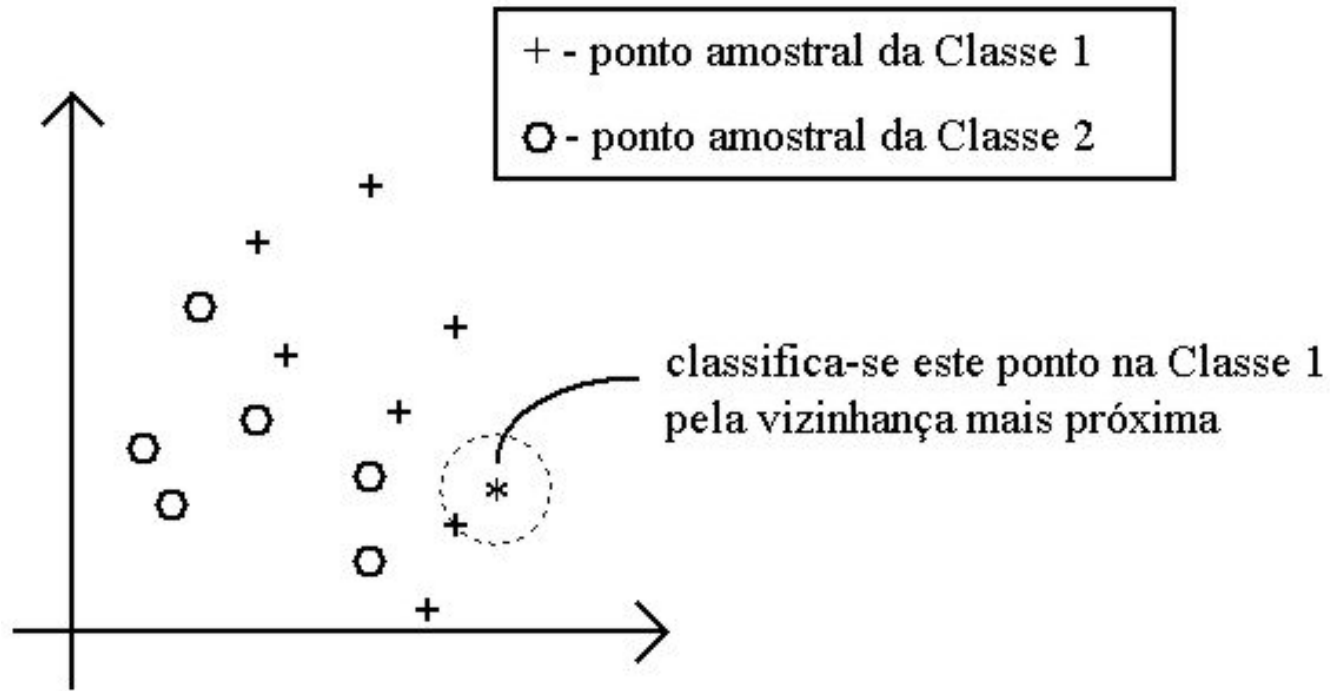 + - ponto amostral da Classe 1
O - ponto amostral da Classe 2
classifica-se este ponto na Classe 1
pela vizinhança mais próxima